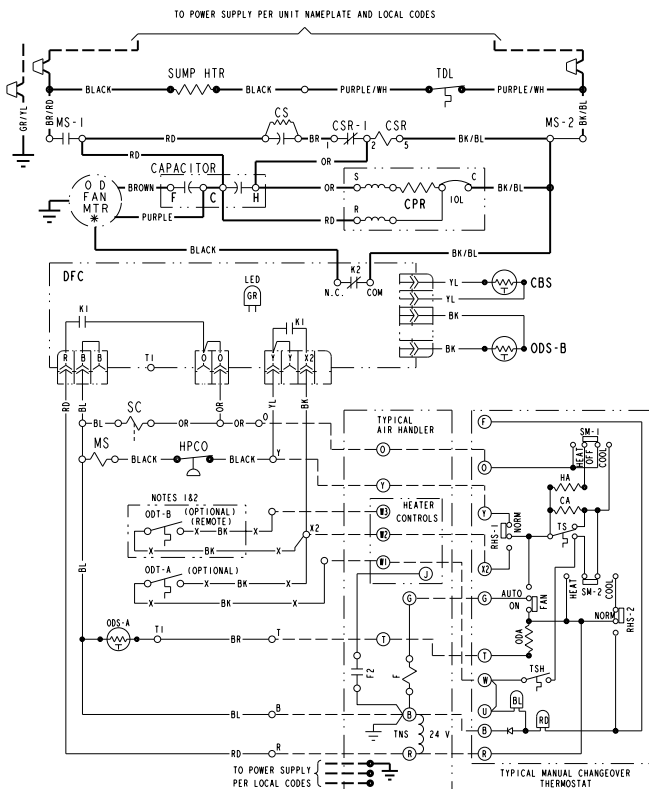 TO POWER SUPPLY PER UNIT NAMEPLATE AND LOCAL CODES
SUMP HTR
TDL
BLACK
BLACK
PURPLE/WH
PURPLE/WH
GR/YL
BR/RD
BK/BL
MS-1
CS
CSR-1
CSR
MS-2
RD
BR
1
2
5
BK/BL
RD
OR
CAPACITOR
O D
FAN
MTR
*
BROWN
F
C
H
PURPLE
OR
S
C
CPR
IOL
BK/BL
RD
R
BLACK
BK/BL
DFC
LED
GR
K2
N.C.
COM
YL
CBS
YL
BK
BK
ODS-B
K1
K1
R
B
B
T1
O
O
Y
Y
X2
RD
BL
OR
YL
BK
SC
BL
OR
OR
O
MS
HPCO
BLACK
BLACK
Y
TYPICAL
AIR HANDLER
O
Y
HEATER
CONTROLS
W3
W2
W1
J
NOTES 1&2
ODT-B
(OPTIONAL)
(REMOTE)
X
BK
X
X
BK
X
X2
ODT-A
(OPTIONAL)
X
BK
X
X
BK
X
BL
F
SM-1
HEAT
OFF
COOL
O
HA
CA
Y
NORM
RHS-1
TS
X2
HEAT
SM-2
COOL
AUTO
ON
FAN
NORM
RHS-2
G
G
ODA
ODS-A
T1
BR
T
T
T
TSH
W
F2
F
BL
U
RD
BL
B
B
B
TNS
24 V
RD
R
R
R
TO POWER SUPPLY
PER LOCAL CODES
TYPICAL MANUAL CHANGEOVER
THERMOSTAT